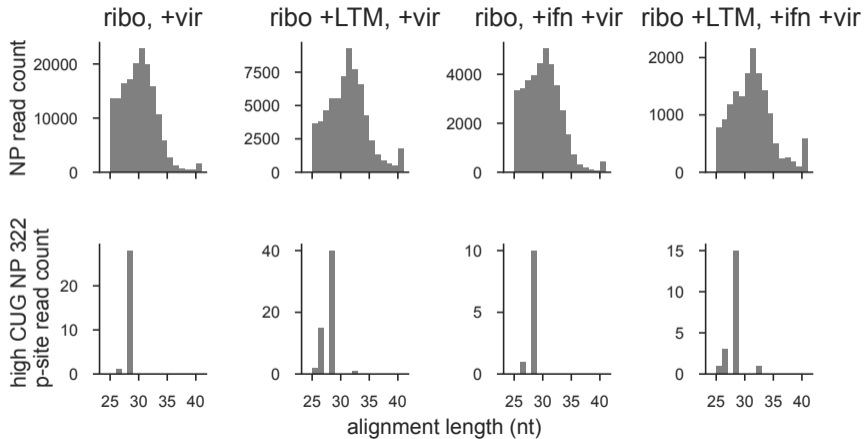 ribo, +vir
ribo +LTM, +vir
ribo, +ifn +vir
ribo +LTM, +ifn +vir
NP read count
20000
10000
0
7500
5000
2500
0
4000
2000
0
2000
1000
0
high CUG NP 322
p-site read count
20
10
0
40
20
0
10
5
0
15
10
5
0
25 30 35 40
25 30 35 40
25 30 35 40
25 30 35 40
alignment length (nt)